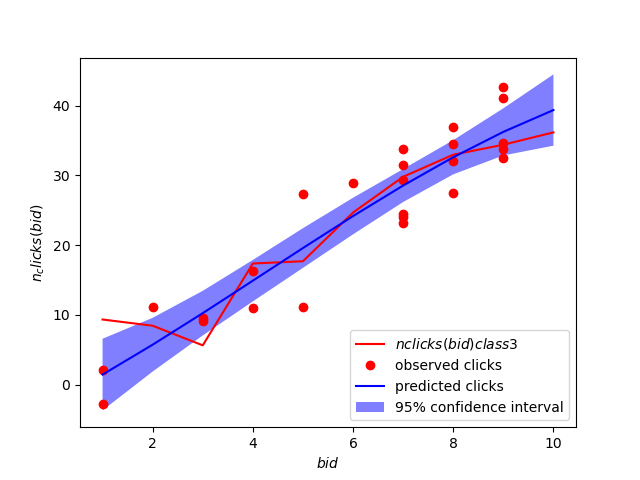 40
30
20
10
0
n_clicks(bid)
nclicks(bid)class3
observed clicks
predicted clicks
95% confidence interval
2 4 6 8 10
bid